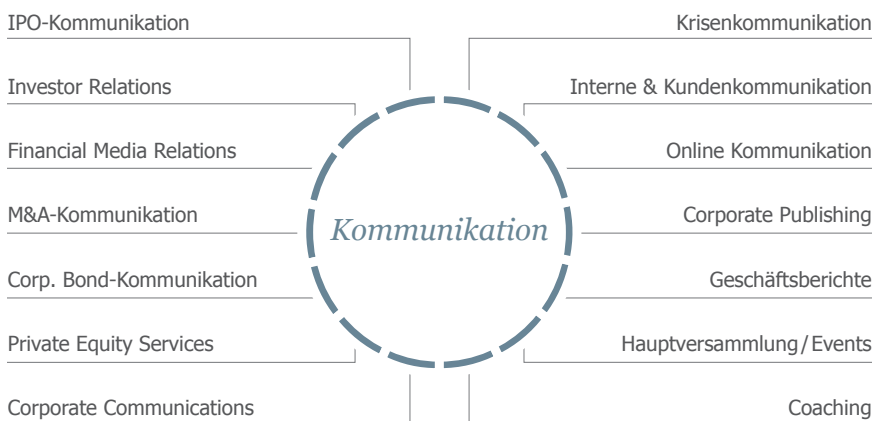 IPO-Kommunikation
Investor Relations
Financial Media Relations
M&A-Kommunikation
Corp. Bond-Kommunikation
Private Equity Services
Corporate Communications
Kommunikation
Krisenkommunikation
Interne & Kundenkommunikation
Online Kommunikation
Corporate Publishing
Geschäftsberichte
Hauptversammlung/Events
Coaching